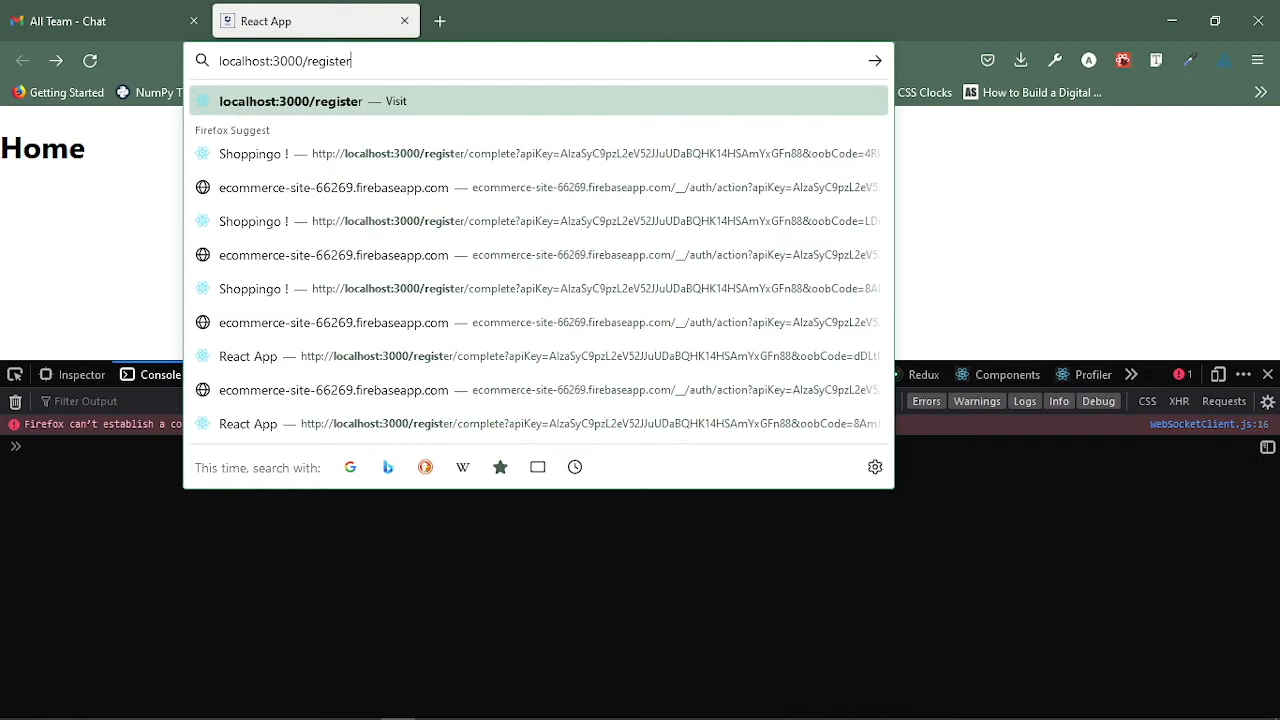 All Team - Chat
React App
localhost:3000/register
Getting Started
NumPy T
CSS Clocks
How to Build a Digital ...
localhost:3000/register — Visit
Home
Firefox Suggest
Shoppingo ! — http://localhost:3000/register/complete?apiKey=AIzaSyC9pzL2eV52JJuUDaBQHK14HSAmYxGFn88&oobCode=4R
ecommerce-site-66269.firebaseapp.com — ecommerce-site-66269.firebaseapp.com/__/auth/action?apiKey=AIzaSyC9pzL2eV5
Shoppingo ! — http://localhost:3000/register/complete?apiKey=AIzaSyC9pzL2eV52JJuUDaBQHK14HSAmYxGFn88&oobCode=LD
ecommerce-site-66269.firebaseapp.com — ecommerce-site-66269.firebaseapp.com/__/auth/action?apiKey=AIzaSyC9pzL2eV5
Shoppingo ! — http://localhost:3000/register/complete?apiKey=AIzaSyC9pzL2eV52JJuUDaBQHK14HSAmYxGFn88&oobCode=8A
ecommerce-site-66269.firebaseapp.com — ecommerce-site-66269.firebaseapp.com/__/auth/action?apiKey=AIzaSyC9pzL2eV5
React App — http://localhost:3000/register/complete?apiKey=AIzaSyC9pzL2eV52JJuUDaBQHK14HSAmYxGFn88&oobCode=dDLt
Inspector
Console
Redux
Components
Profiler
1
ecommerce-site-66269.firebaseapp.com — ecommerce-site-66269.firebaseapp.com/__/auth/action?apiKey=AIzaSyC9pzL2eV5
Filter Output
Errors
Warnings
Logs
Info
Debug
CSS
XHR
Requests
React App — http://localhost:3000/register/complete?apiKey=AIzaSyC9pzL2eV52JJuUDaBQHK14HSAmYxGFn88&oobCode=8Am
Firefox can't establish a co
WebSocketClient.js:16
This time, search with: